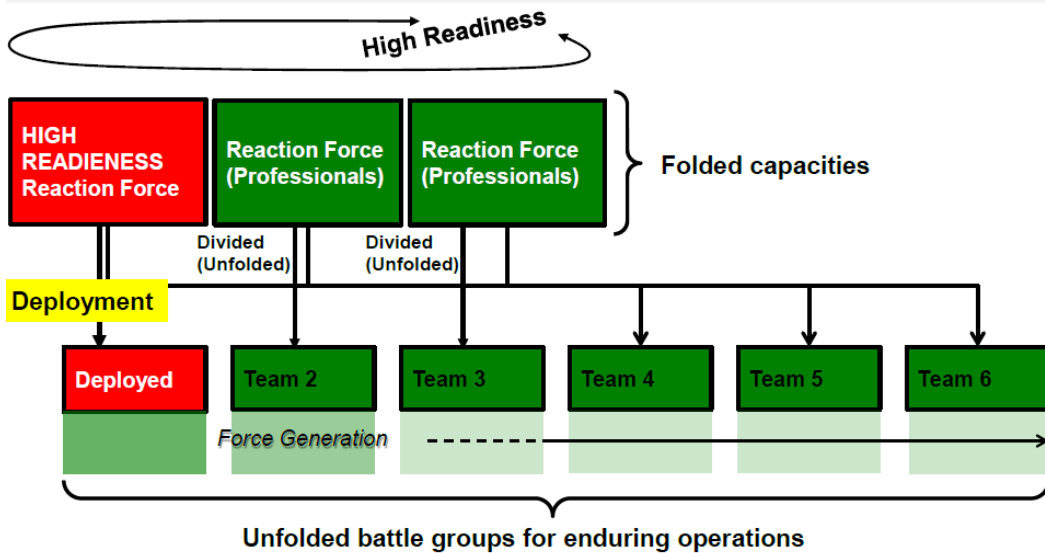 High Readiness
HIGH
READIENESS
Reaction Force
Reaction Force
(Professionals)
Reaction Force
(Professionals)
Folded capacities
Divided
(Unfolded)
Divided
(Unfolded)
Deployment
Deployed
Team 2
Team 3
Team 4
Team 5
Team 6
Force Generation
Unfolded battle groups for enduring operations